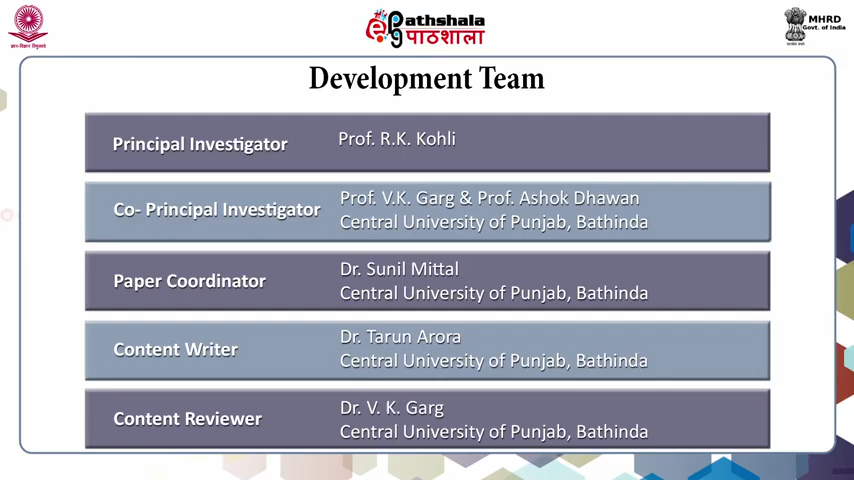 ज्ञान-विज्ञान विमुक्तये
Pathshala
पाठशाला
MHRD
Govt. of India
Development Team
Principal Investigator
Prof. R.K. Kohli
Co- Principal Investigator
Prof. V.K. Garg & Prof. Ashok Dhawan
Central University of Punjab, Bathinda
Paper Coordinator
Dr. Sunil Mittal
Central University of Punjab, Bathinda
Content Writer
Dr. Tarun Arora
Central University of Punjab, Bathinda
Content Reviewer
Dr. V. K. Garg
Central University of Punjab, Bathinda